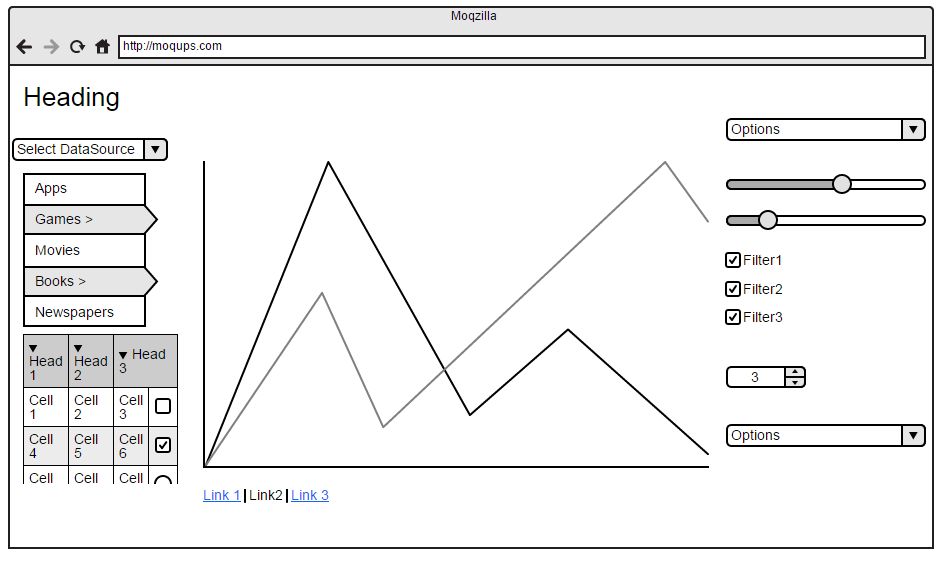 Moqzilla
http://moqups.com
Heading
Select DataSource
Apps
Games >
Movies
Books >
Newspapers
Head
1
Head
2
Head
3
Cell
1
Cell
2
Cell
3
Cell
4
Cell
5
Cell
6
Cell
Cell
Cell
Link 1|Link2|Link 3
Options
Filter1
Filter2
Filter3
3
Options